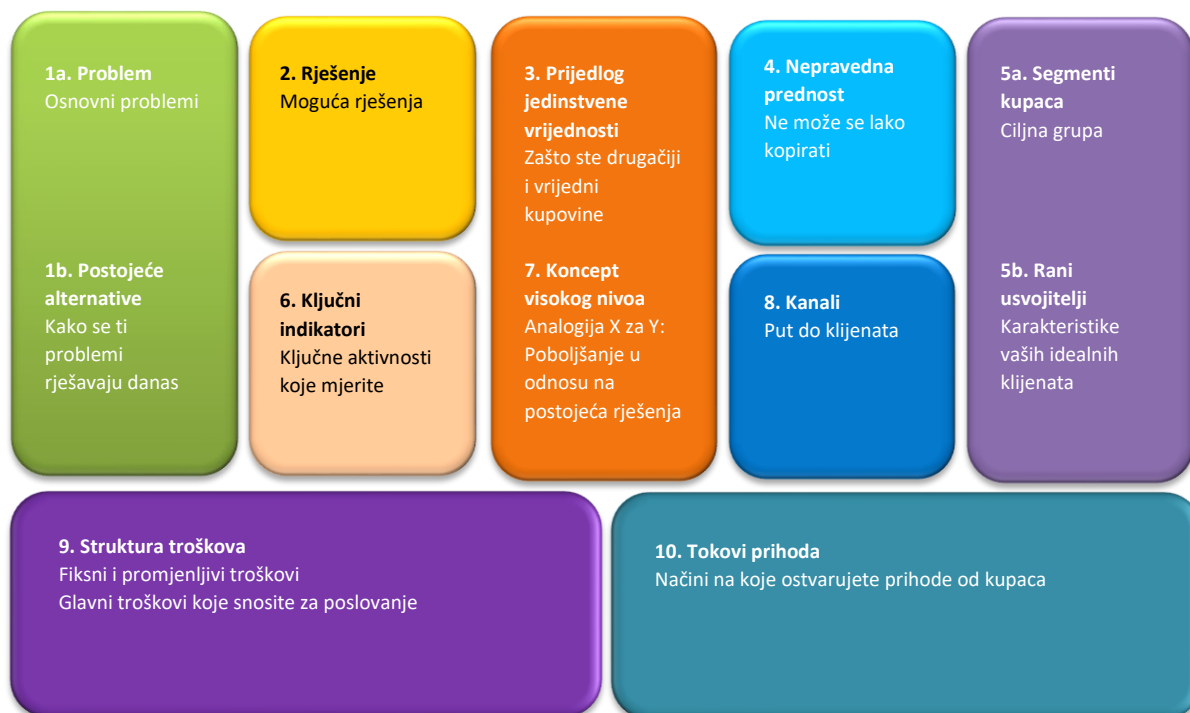 1a. Problem
Osnovni problemi
1b. Postojeće
alternative
Kako se ti
problemi
rješavaju danas
2. Rješenje
Moguća rješenja
6. Ključni
indikatori
Ključne aktivnosti
koje mjerite
3. Prijedlog
jedinstvene
vrijednosti
Zašto ste drugačiji
i vrijedni
kupovine
7. Koncept
visokog nivoa
Analogija X za Y:
Poboljšanje u
odnosu na
postojeća rješenja
4. Nepravedna
prednost
Ne može se lako
kopirati
8. Kanali
Put do klijenata
5a. Segmenti
kupaca
Ciljna grupa
5b. Rani
usvojitelji
Karakteristike
vaših idealnih
klijenata
9. Struktura troškova
Fiksni i promjenljivi troškovi
Glavni troškovi koje snosite za poslovanje
10. Tokovi prihoda
Načini na koje ostvarujete prihode od kupaca